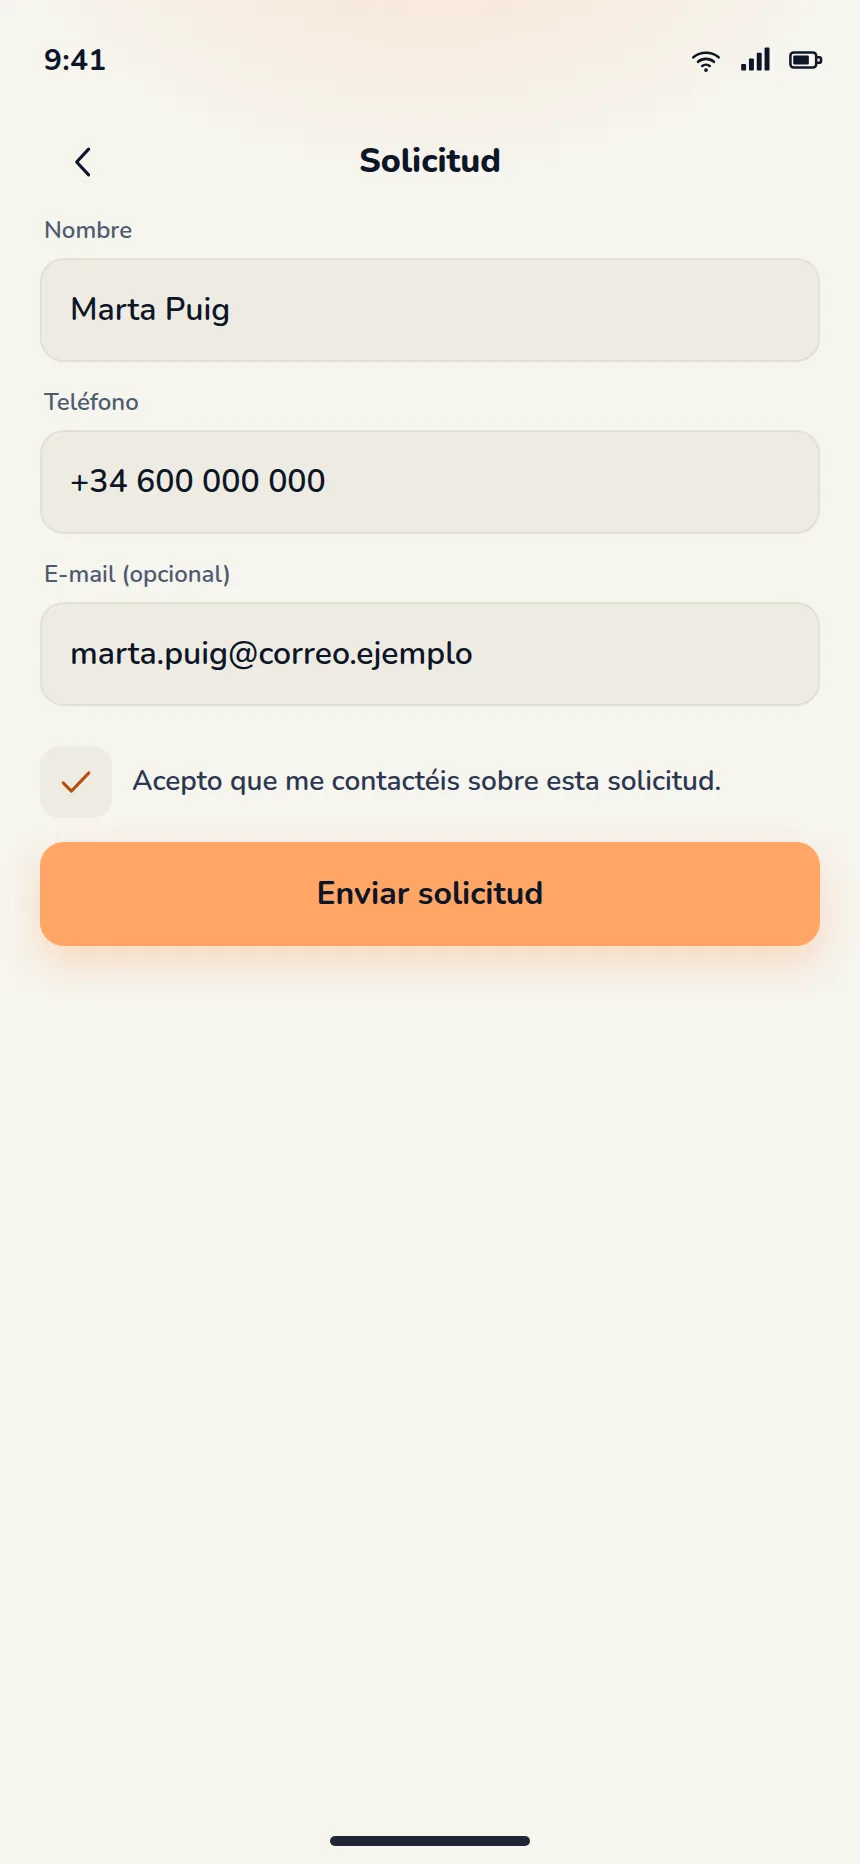 9:41
Solicitud
Nombre
Marta Puig
Teléfono
+34 600 000 000
E-mail (opcional)
marta.puig@correo.ejemplo
Acepto que me contactéis sobre esta solicitud.
Enviar solicitud